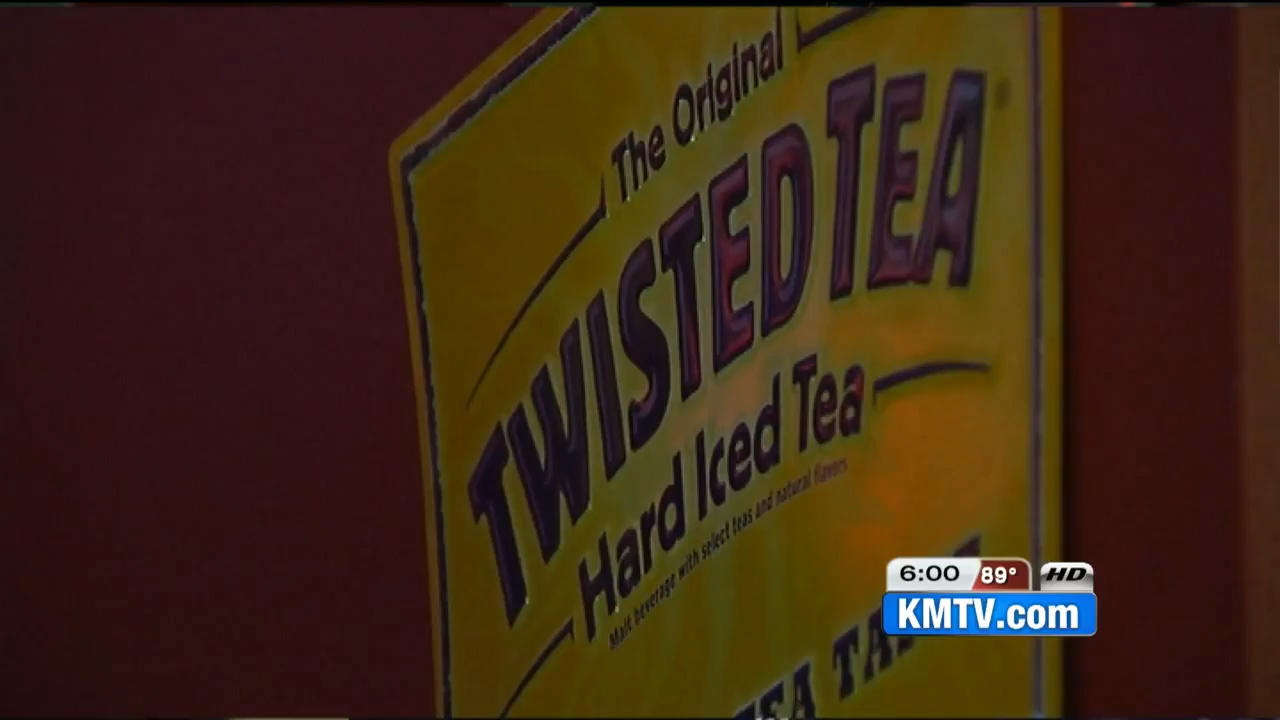 The Original
TWISTED TEA
Hard Iced Tea
Malt beverage with select teas and natural flavors
TEA
6:00 89° HD
KMTV.com